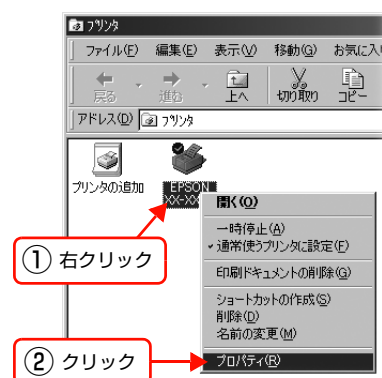 プリンタ
ファイル(F) 編集(E) 表示(V) 移動(G) お気に入
戻る 進む 上へ 切り取り コピー
アドレス(D) プリンタ
プリンタの追加 EPSON
XX-XX
開く(O)
一時停止(A)
通常使うプリンタに設定(F)
① 右クリック
印刷ドキュメントの削除(G)
ショートカットの作成(S)
削除(D)
名前の変更(M)
② クリック
プロパティ(R)